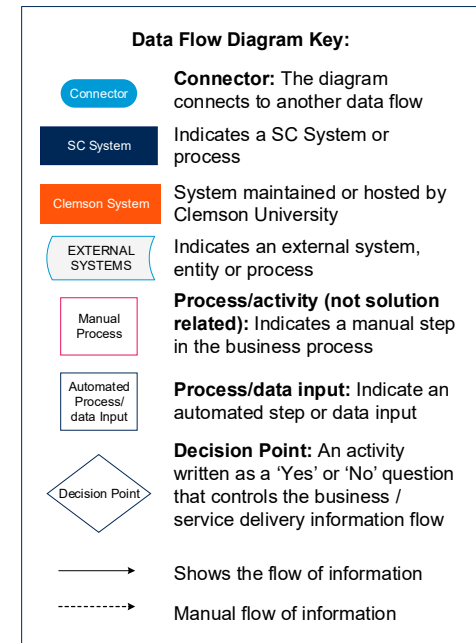 Data Flow Diagram Key:
Connector
Connector: The diagram
connects to another data flow
SC System
Indicates a SC System or
process
Clemson System
System maintained or hosted by
Clemson University
EXTERNAL
SYSTEMS
Indicates an external system,
entity or process
Manual
Process
Process/activity (not solution
related): Indicates a manual step
in the business process
Automated
Process/
data Input
Process/data input: Indicate an
automated step or data input
Decision Point
Decision Point: An activity
written as a ‘Yes’ or ‘No’ question
that controls the business /
service delivery information flow
Shows the flow of information
Manual flow of information